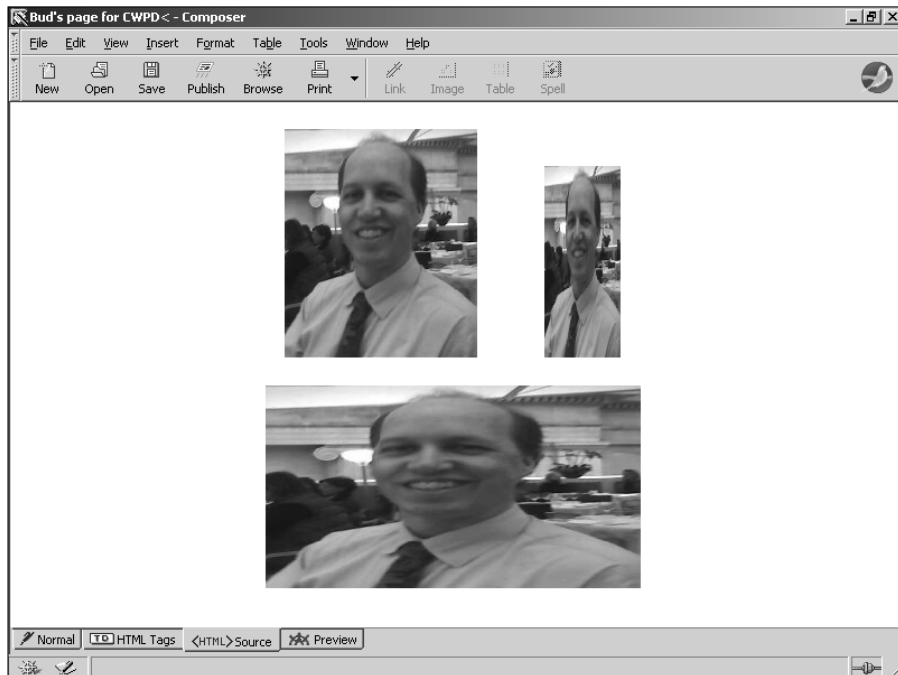 Bud's page for CWPD< - Composer
File Edit View Insert Format Table Tools Window Help
New Open Save Publish Browse Print Link Image Table Spell
Normal TD HTML Tags <HTML> Source Preview